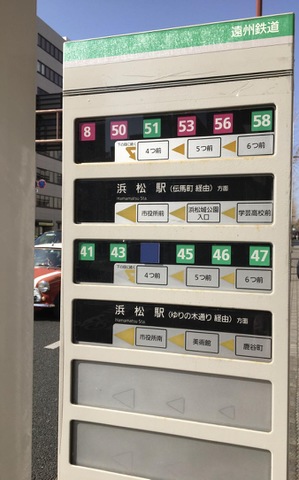 遠州鉄道
8 50 51 53 56 58
4つ前 5つ前 6つ前
浜松駅(伝馬町 経由)方面
Hamamatsu Sta
市役所前 浜松城公園入口 学芸高校前
41 43 45 46 47
4つ前 5つ前 6つ前
浜松駅(ゆりの木通り 経由)方面
Hamamatsu Sta
市役所南 美術館 鹿谷町